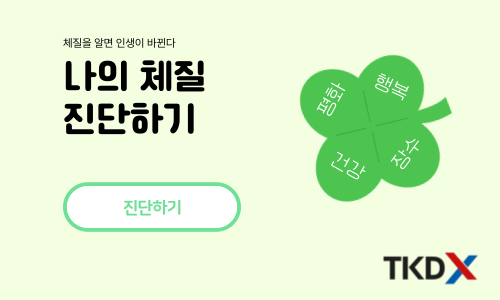 체질을 알면 인생이 바뀐다
나의 체질
진단하기
진단하기
평화
행복
건강
장수
TKDX